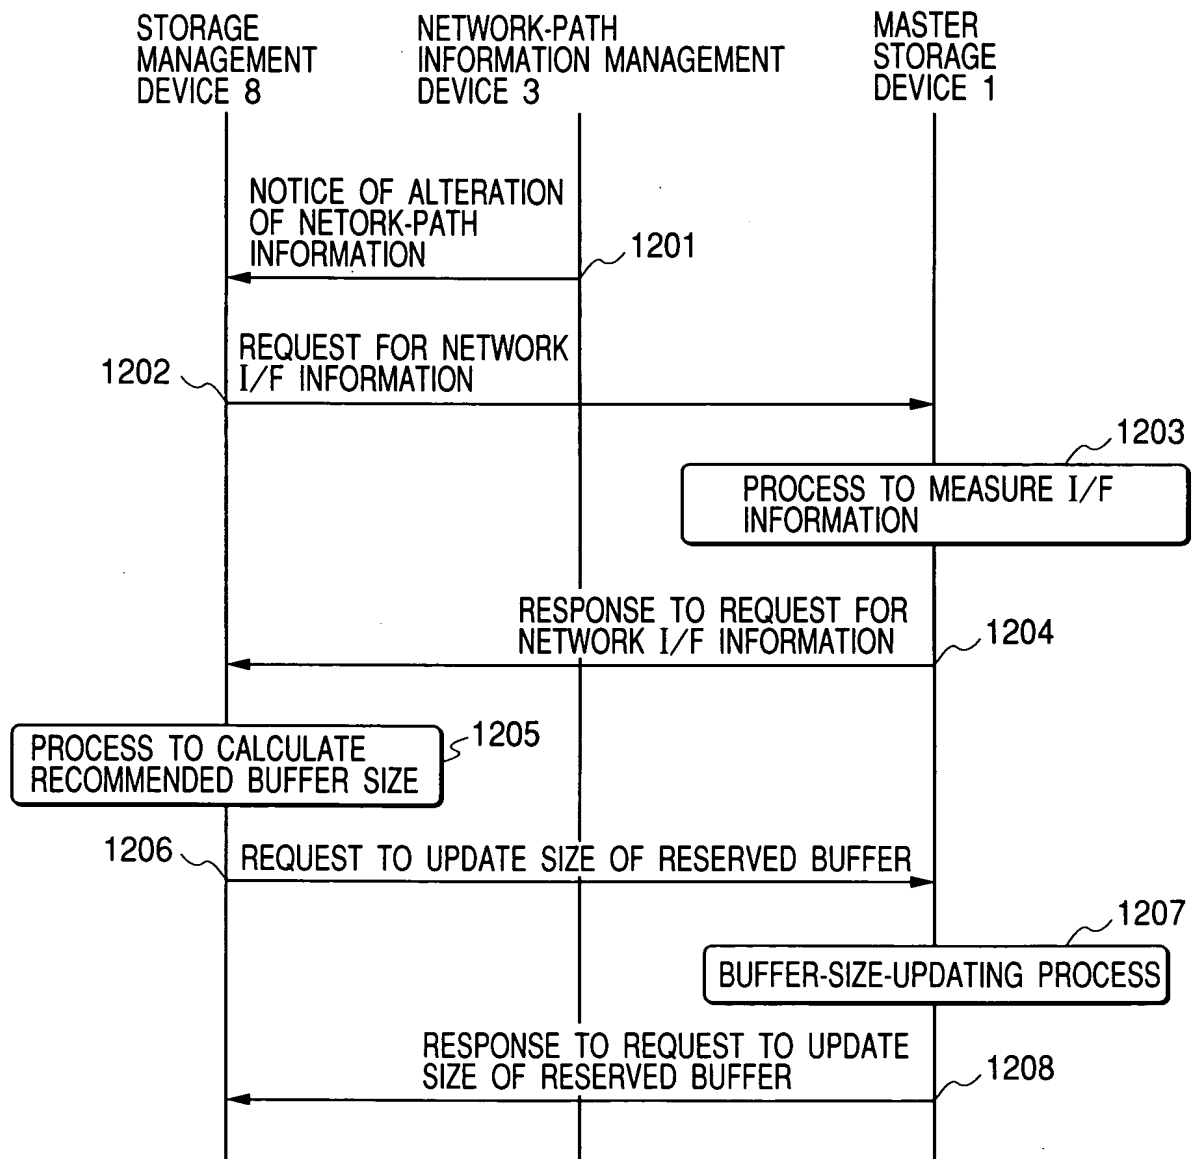 STORAGE
MANAGEMENT
DEVICE 8
NETWORK-PATH
INFORMATION MANAGEMENT
DEVICE 3
MASTER
STORAGE
DEVICE 1
NOTICE OF ALTERATION
OF NETORK-PATH
INFORMATION
1201
REQUEST FOR NETWORK
I/F INFORMATION
1202
1203
PROCESS TO MEASURE I/F
INFORMATION
RESPONSE TO REQUEST FOR
NETWORK I/F INFORMATION
1204
PROCESS TO CALCULATE
RECOMMENDED BUFFER SIZE
1205
1206
REQUEST TO UPDATE SIZE OF RESERVED BUFFER
1207
BUFFER-SIZE-UPDATING PROCESS
RESPONSE TO REQUEST TO UPDATE
SIZE OF RESERVED BUFFER
1208